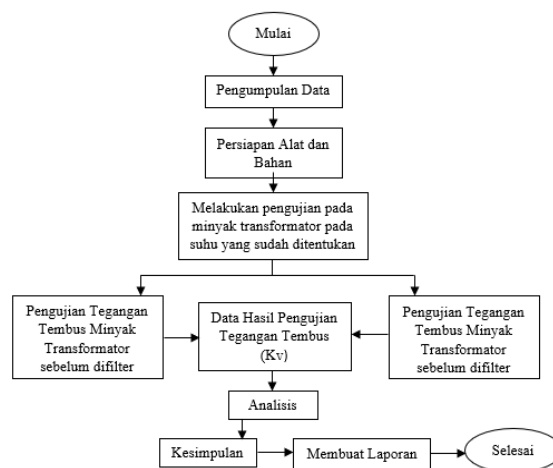 Mulai
Pengumpulan Data
Persiapan Alat dan
Bahan
Melakukan pengujian pada
minyak transformator pada
suhu yang sudah ditentukan
Pengujian Tegangan
Tembus Minyak
Transformator
sebelum difilter
Data Hasil Pengujian
Tegangan Tembus
(Kv)
Pengujian Tegangan
Tembus Minyak
Transformator
sebelum difilter
Analisis
Kesimpulan
Membuat Laporan
Selesai